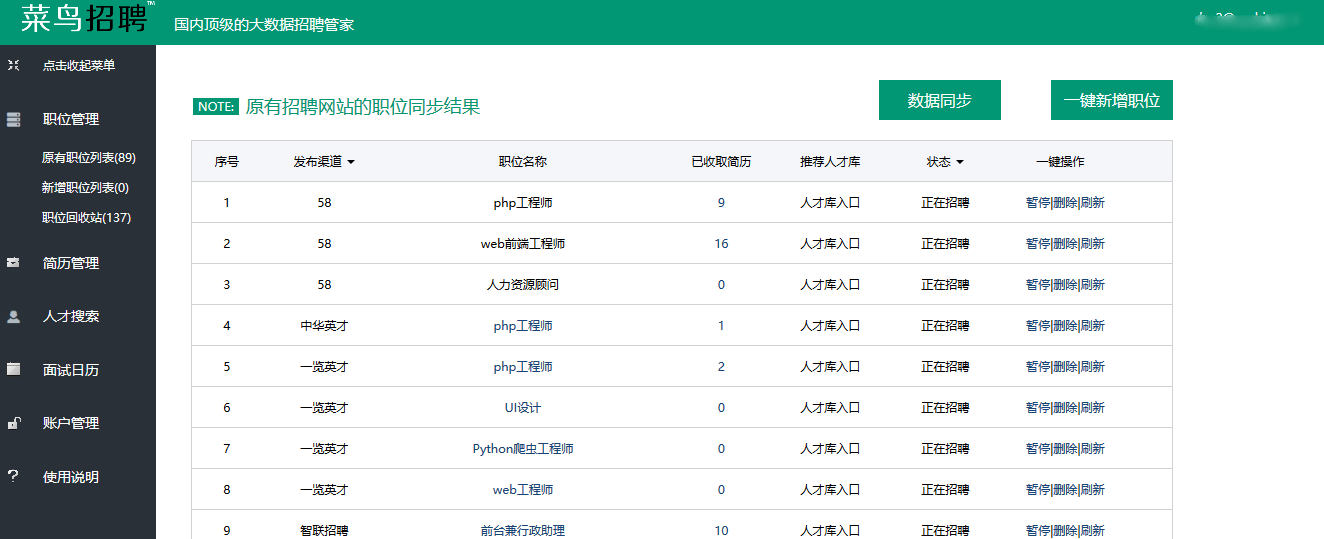 菜鸟招聘™ 国内顶级的大数据招聘管家
点击收起菜单
职位管理
原有职位列表(89)
新增职位列表(0)
职位回收站(137)
简历管理
人才搜索
面试日历
账户管理
使用说明
NOTE: 原有招聘网站的职位同步结果 数据同步 一键新增职位
序号 发布渠道 职位名称 已收取简历 推荐人才库 状态 一键操作
1 58 php工程师 9 人才库入口 正在招聘 暂停|删除|刷新
2 58 web前端工程师 16 人才库入口 正在招聘 暂停|删除|刷新
3 58 人力资源顾问 0 人才库入口 正在招聘 暂停|删除|刷新
4 中华英才 php工程师 1 人才库入口 正在招聘 暂停|删除|刷新
5 一览英才 php工程师 2 人才库入口 正在招聘 暂停|删除|刷新
6 一览英才 UI设计 0 人才库入口 正在招聘 暂停|删除|刷新
7 一览英才 Python爬虫工程师 0 人才库入口 正在招聘 暂停|删除|刷新
8 一览英才 web工程师 0 人才库入口 正在招聘 暂停|删除|刷新
9 智联招聘 前台兼行政助理 10 人才库入口 正在招聘 暂停|删除|刷新